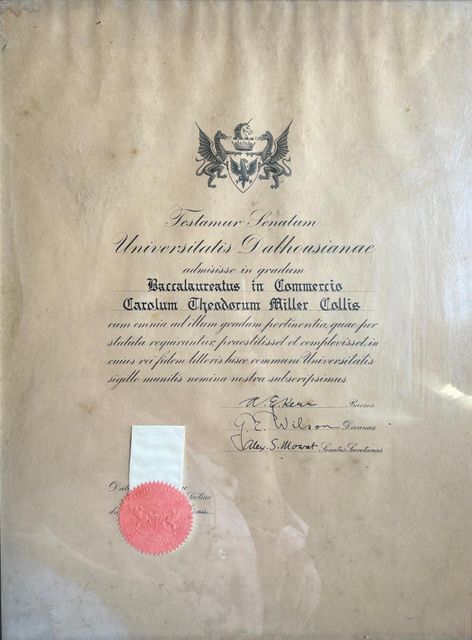 Testamur Senatum
Universitatis Dalhousianae
admisisse in gradum
Baccalaureatus in Commercio
Carolum Theodorum Miller Collis
cum omnia ad illum gradum pertinentia, quae per
statuta requiruntur, praestitisset et complevisset, in
cuius rei fidem litteris hisce communi Universitatis
sigillo munitis nomina nostra subscripsimus.
A. E. Kerr Praeses
G. E. Wilson Decanus
Alex. S. Mowat Senatus Secretarius